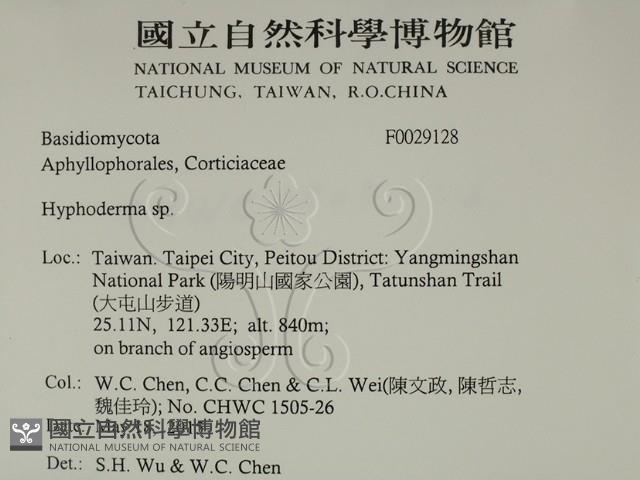 國立自然科學博物館
NATIONAL MUSEUM OF NATURAL SCIENCE
TAICHUNG, TAIWAN, R.O.CHINA
Basidiomycota F0029128
Aphyllophorales, Corticiaceae
Hyphoderma sp.
Loc.: Taiwan. Taipei City, Peitou District: Yangmingshan
National Park (陽明山國家公園), Tatunshan Trail
(大屯山步道)
25.11N, 121.33E; alt. 840m;
on branch of angiosperm
Col.: W.C. Chen, C.C. Chen & C.L. Wei(陳文政, 陳哲志,
魏佳玲); No. CHWC 1505-26
國立自然科學博物館
NATIONAL MUSEUM OF NATURAL SCIENCE
Det.: S.H. Wu & W.C. Chen